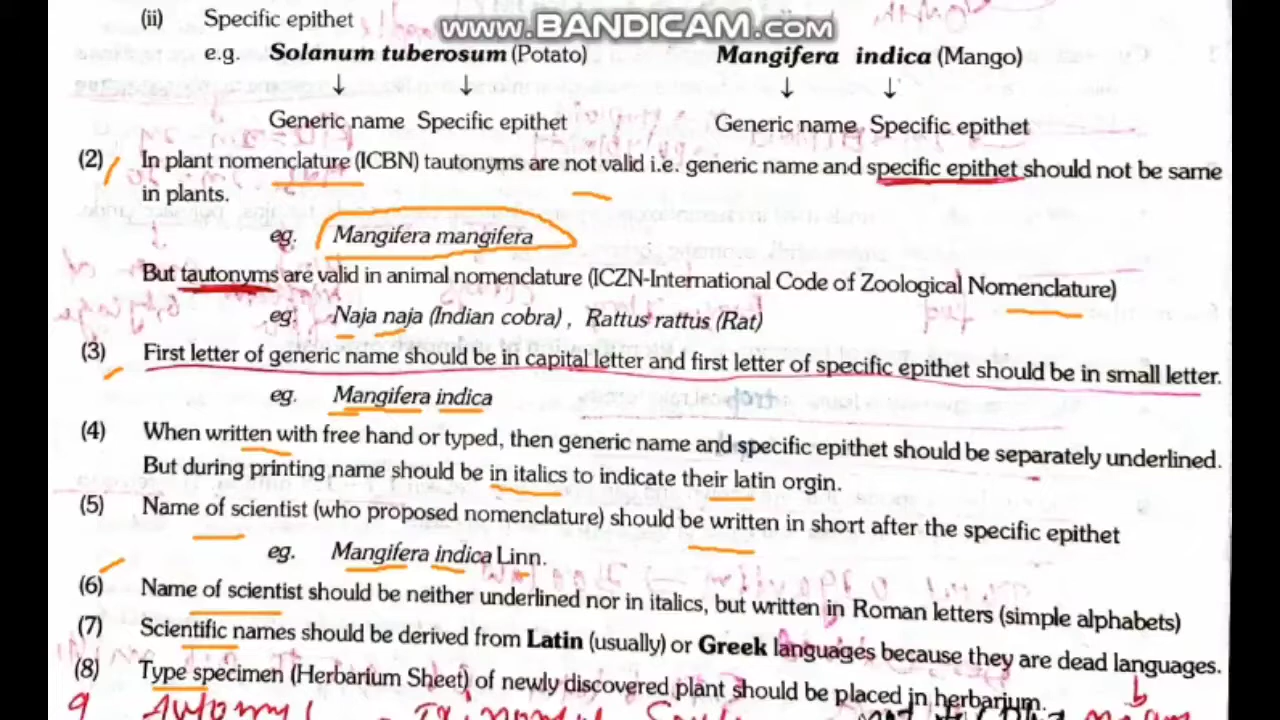 www.BANDICAM.com
(ii) Specific epithet
e.g. Solanum tuberosum (Potato) Mangifera indica (Mango)
↓ ↓ ↓ ↓
Generic name Specific epithet Generic name Specific epithet
(2) In plant nomenclature (ICBN) tautonyms are not valid i.e. generic name and specific epithet should not be same
in plants.
eg. Mangifera mangifera
But tautonyms are valid in animal nomenclature (ICZN-International Code of Zoological Nomenclature)
eg. Naja naja (Indian cobra) , Rattus rattus (Rat)
(3) First letter of generic name should be in capital letter and first letter of specific epithet should be in small letter.
eg. Mangifera indica
(4) When written with free hand or typed, then generic name and specific epithet should be separately underlined.
But during printing name should be in italics to indicate their latin orgin.
(5) Name of scientist (who proposed nomenclature) should be written in short after the specific epithet
eg. Mangifera indica Linn.
(6) Name of scientist should be neither underlined nor in italics, but written in Roman letters (simple alphabets)
(7) Scientific names should be derived from Latin (usually) or Greek languages because they are dead languages.
(8) Type specimen (Herbarium Sheet) of newly discovered plant should be placed in herbarium.
9